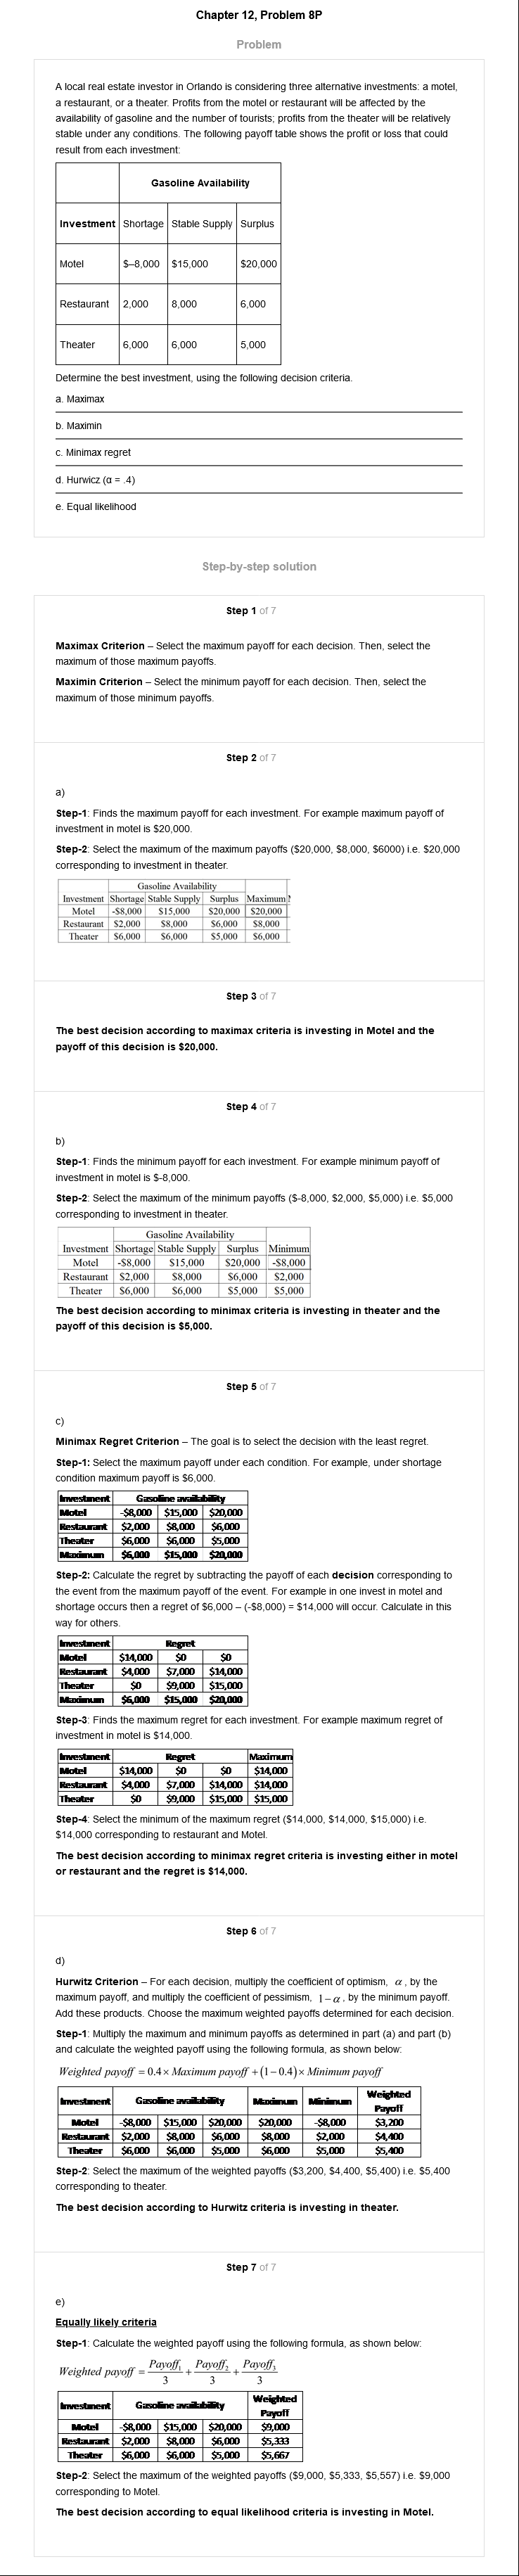 Chapter 12, Problem 8P
Problem
A local real estate investor in Orlando is considering three alternative investments: a motel,
a restaurant, or a theater. Profits from the motel or restaurant will be affected by the
availability of gasoline and the number of tourists; profits from the theater will be relatively
stable under any conditions. The following payoff table shows the profit or loss that could
result from each investment:
Gasoline Availability
Investment Shortage Stable Supply Surplus
Motel $–8,000 $15,000 $20,000
Restaurant 2,000 8,000 6,000
Theater 6,000 6,000 5,000
Determine the best investment, using the following decision criteria.
a. Maximax
b. Maximin
c. Minimax regret
d. Hurwicz (α = .4)
e. Equal likelihood
Step-by-step solution
Step 1 of 7
Maximax Criterion – Select the maximum payoff for each decision. Then, select the
maximum of those maximum payoffs.
Maximin Criterion – Select the minimum payoff for each decision. Then, select the
maximum of those minimum payoffs.
Step 2 of 7
a)
Step-1: Finds the maximum payoff for each investment. For example maximum payoff of
investment in motel is $20,000.
Step-2: Select the maximum of the maximum payoffs ($20,000, $8,000, $6000) i.e. $20,000
corresponding to investment in theater.
Gasoline Availability
Investment Shortage Stable Supply Surplus Maximum
Motel -$8,000 $15,000 $20,000 $20,000
Restaurant $2,000 $8,000 $6,000 $8,000
Theater $6,000 $6,000 $5,000 $6,000
Step 3 of 7
The best decision according to maximax criteria is investing in Motel and the
payoff of this decision is $20,000.
Step 4 of 7
b)
Step-1: Finds the minimum payoff for each investment. For example minimum payoff of
investment in motel is $-8,000.
Step-2: Select the maximum of the minimum payoffs ($-8,000, $2,000, $5,000) i.e. $5,000
corresponding to investment in theater.
Gasoline Availability
Investment Shortage Stable Supply Surplus Minimum
Motel -$8,000 $15,000 $20,000 -$8,000
Restaurant $2,000 $8,000 $6,000 $2,000
Theater $6,000 $6,000 $5,000 $5,000
The best decision according to minimax criteria is investing in theater and the
payoff of this decision is $5,000.
Step 5 of 7
c)
Minimax Regret Criterion – The goal is to select the decision with the least regret.
Step-1: Select the maximum payoff under each condition. For example, under shortage
condition maximum payoff is $6,000.
Investment Gasoline availability
Motel -$8,000 $15,000 $20,000
Restaurant $2,000 $8,000 $6,000
Theater $6,000 $6,000 $5,000
Maximum $6,000 $15,000 $20,000
Step-2: Calculate the regret by subtracting the payoff of each decision corresponding to
the event from the maximum payoff of the event. For example in one invest in motel and
shortage occurs then a regret of $6,000 – (-$8,000) = $14,000 will occur. Calculate in this
way for others.
Investment Regret
Motel $14,000 $0 $0
Restaurant $4,000 $7,000 $14,000
Theater $0 $9,000 $15,000
Maximum $6,000 $15,000 $20,000
Step-3: Finds the maximum regret for each investment. For example maximum regret of
investment in motel is $14,000.
Investment Regret Maximum
Motel $14,000 $0 $0 $14,000
Restaurant $4,000 $7,000 $14,000 $14,000
Theater $0 $9,000 $15,000 $15,000
Step-4: Select the minimum of the maximum regret ($14,000, $14,000, $15,000) i.e.
$14,000 corresponding to restaurant and Motel.
The best decision according to minimax regret criteria is investing either in motel
or restaurant and the regret is $14,000.
Step 6 of 7
d)
Hurwitz Criterion – For each decision, multiply the coefficient of optimism, α, by the
maximum payoff, and multiply the coefficient of pessimism, 1−α, by the minimum payoff.
Add these products. Choose the maximum weighted payoffs determined for each decision.
Step-1: Multiply the maximum and minimum payoffs as determined in part (a) and part (b)
and calculate the weighted payoff using the following formula, as shown below:
Weighted payoff = 0.4 × Maximum payoff + (1−0.4) × Minimum payoff
Investment Gasoline availability Maximum Minimum Weighted Payoff
Motel -$8,000 $15,000 $20,000 $20,000 -$8,000 $3,200
Restaurant $2,000 $8,000 $6,000 $8,000 $2,000 $4,400
Theater $6,000 $6,000 $5,000 $6,000 $5,000 $5,400
Step-2: Select the maximum of the weighted payoffs ($3,200, $4,400, $5,400) i.e. $5,400
corresponding to theater.
The best decision according to Hurwitz criteria is investing in theater.
Step 7 of 7
e)
Equally likely criteria
Step-1: Calculate the weighted payoff using the following formula, as shown below:
Weighted payoff = Payoff₁/3 + Payoff₂/3 + Payoff₃/3
Investment Gasoline availability Weighted Payoff
Motel -$8,000 $15,000 $20,000 $9,000
Restaurant $2,000 $8,000 $6,000 $5,333
Theater $6,000 $6,000 $5,000 $5,667
Step-2: Select the maximum of the weighted payoffs ($9,000, $5,333, $5,557) i.e. $9,000
corresponding to Motel.
The best decision according to equal likelihood criteria is investing in Motel.